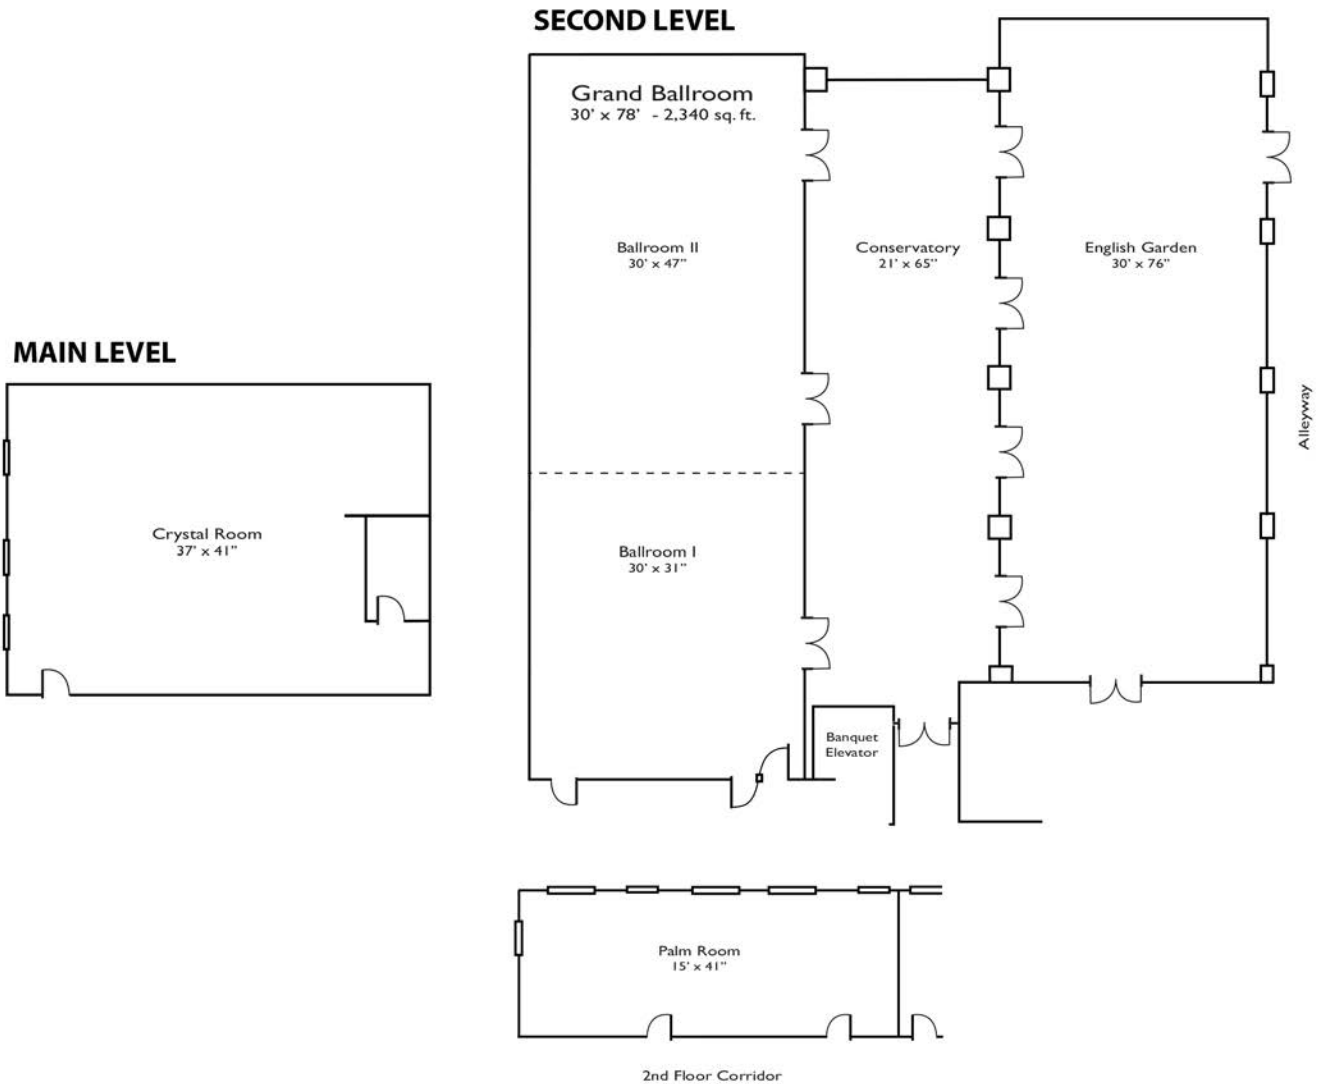 SECOND LEVEL
Grand Ballroom
30' x 78' - 2,340 sq. ft.
Ballroom II
30' x 47"
Conservatory
21' x 65"
English Garden
30' x 76"
Alleyway
MAIN LEVEL
Crystal Room
37' x 41"
Ballroom I
30' x 31"
Banquet
Elevator
Palm Room
15' x 41"
2nd Floor Corridor